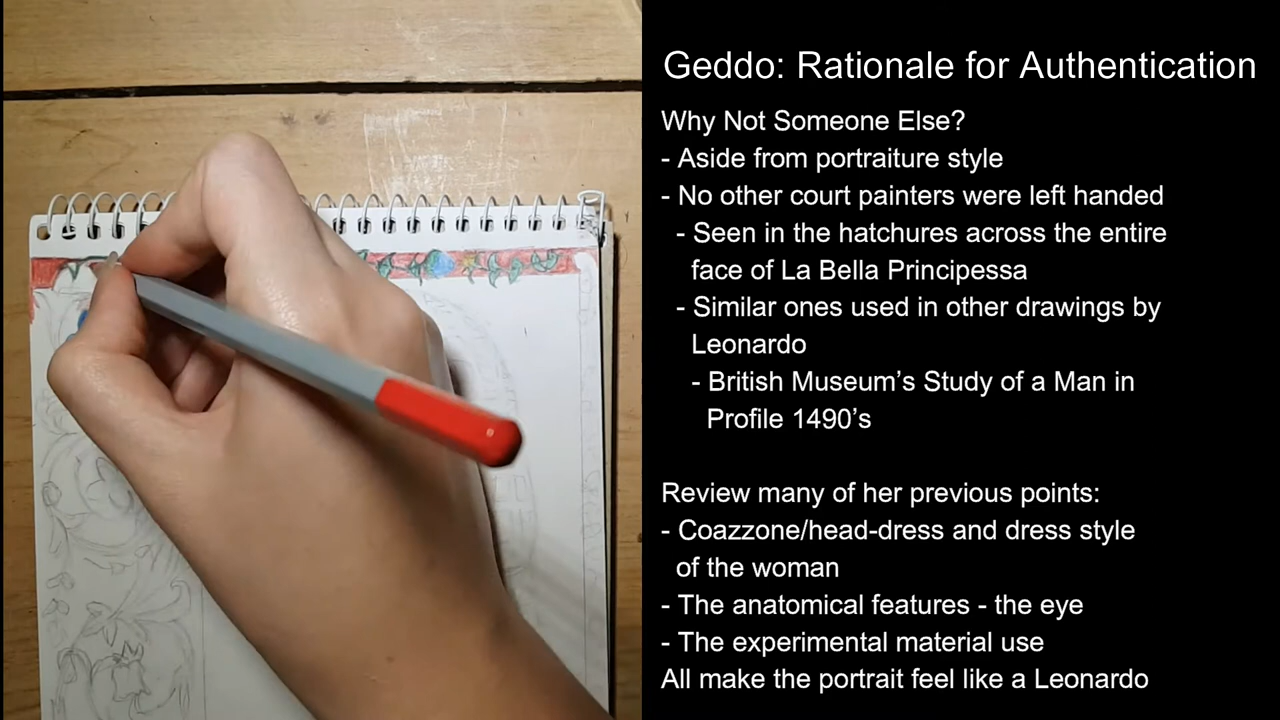 Geddo: Rationale for Authentication
Why Not Someone Else?
- Aside from portraiture style
- No other court painters were left handed
- Seen in the hatchures across the entire
face of La Bella Principessa
- Similar ones used in other drawings by
Leonardo
- British Museum’s Study of a Man in
Profile 1490’s
Review many of her previous points:
- Coazzone/head-dress and dress style
of the woman
- The anatomical features - the eye
- The experimental material use
All make the portrait feel like a Leonardo